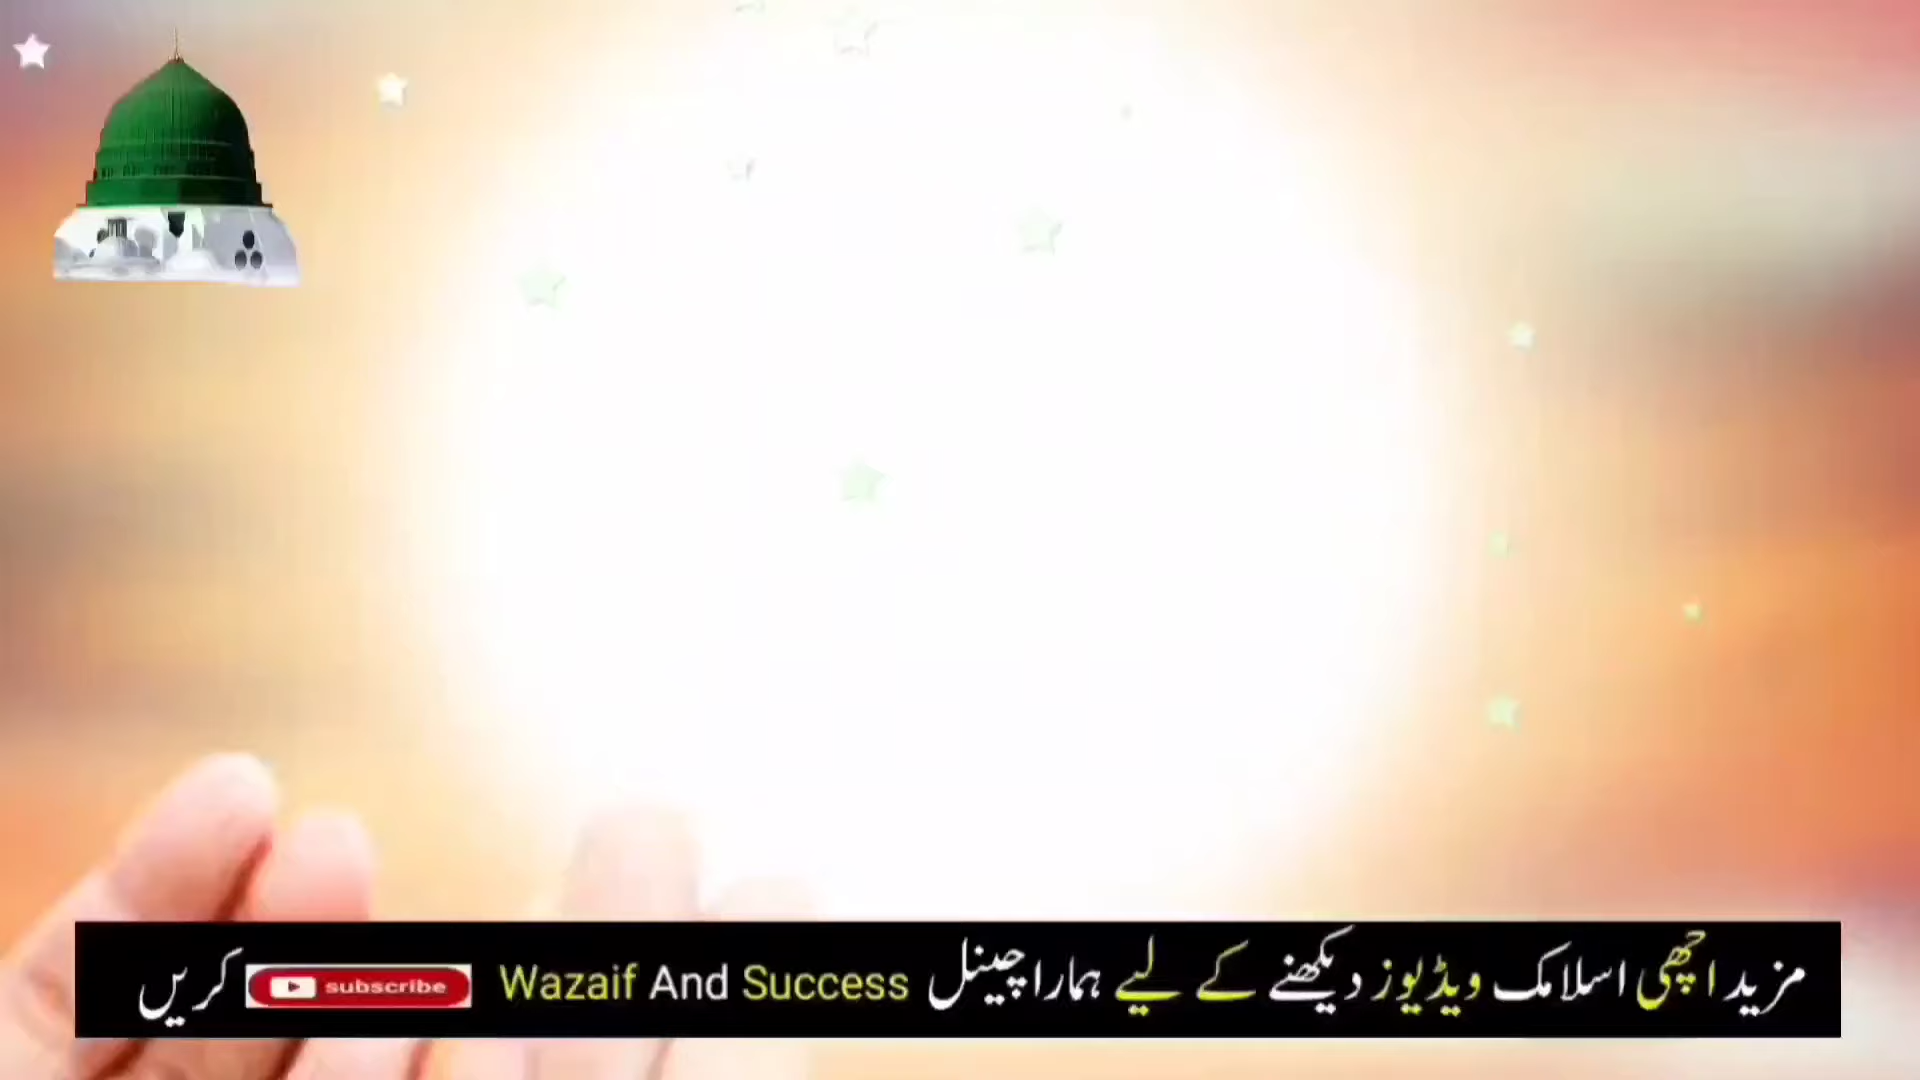 مزید اچھی اسلامک ویڈیوز دیکھنے کے لیے ہمارا چینل Wazaif And Success subscribe کریں